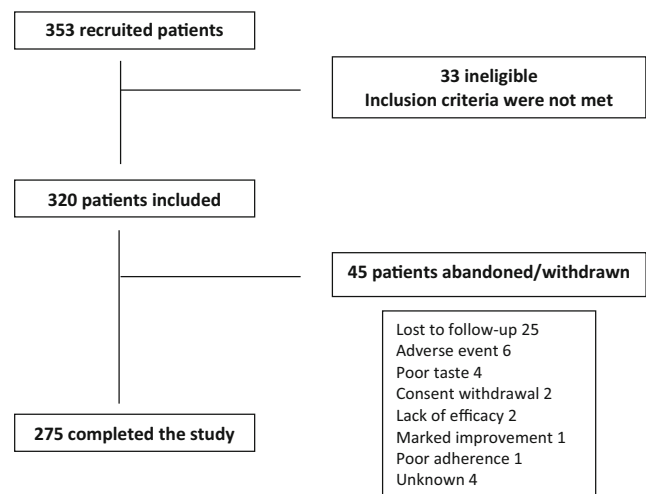 353 recruited patients
33 ineligible
Inclusion criteria were not met
320 patients included
45 patients abandoned/withdrawn
Lost to follow-up 25
Adverse event 6
Poor taste 4
Consent withdrawal 2
Lack of efficacy 2
Marked improvement 1
Poor adherence 1
Unknown 4
275 completed the study